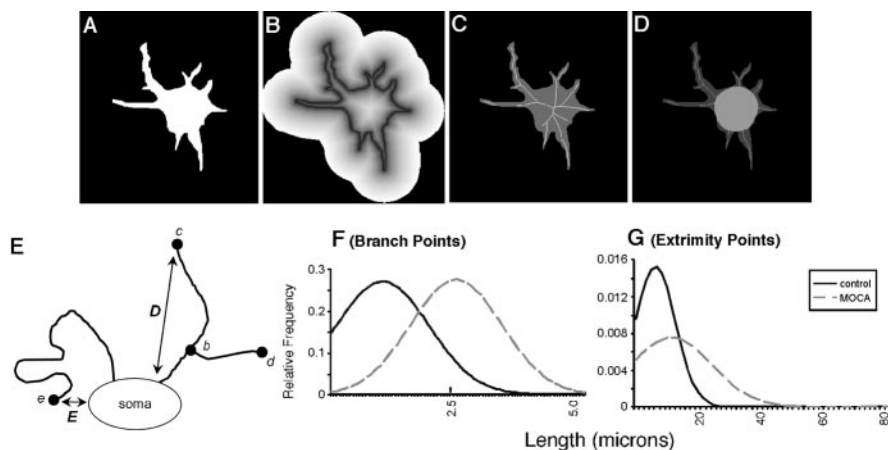 A
B
C
D
E
c
D
b
d
e
E
soma
F (Branch Points)
Relative Frequency
0.3
0.2
0.1
0
2.5
5.0
G (Extrimity Points)
0.016
0.012
0.008
0.004
0
20
40
60
80
control
MOCA
Length (microns)